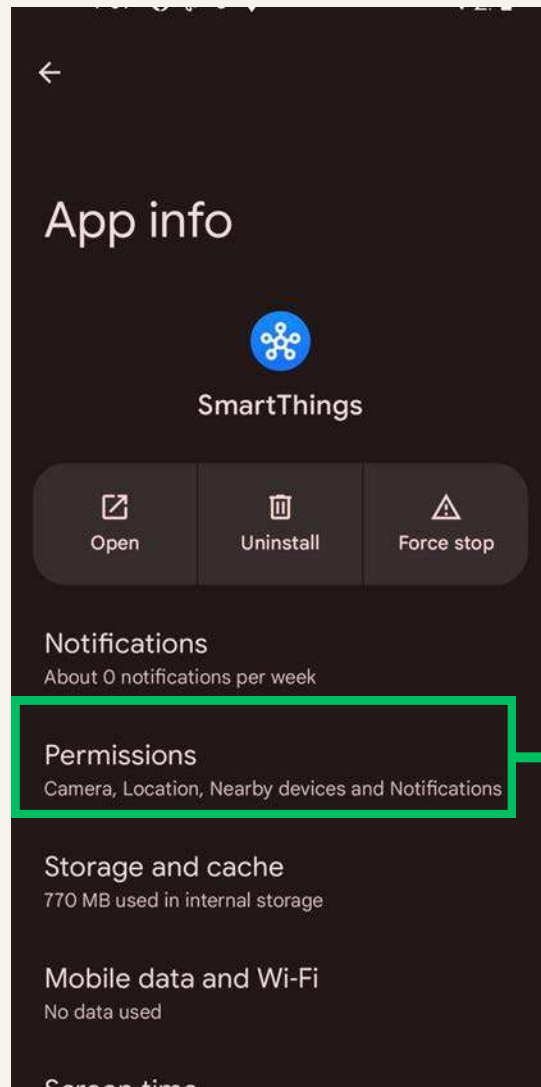 App info
SmartThings
Open
Uninstall
Force stop
Notifications
About 0 notifications per week
Permissions
Camera, Location, Nearby devices and Notifications
Storage and cache
770 MB used in internal storage
Mobile data and Wi-Fi
No data used